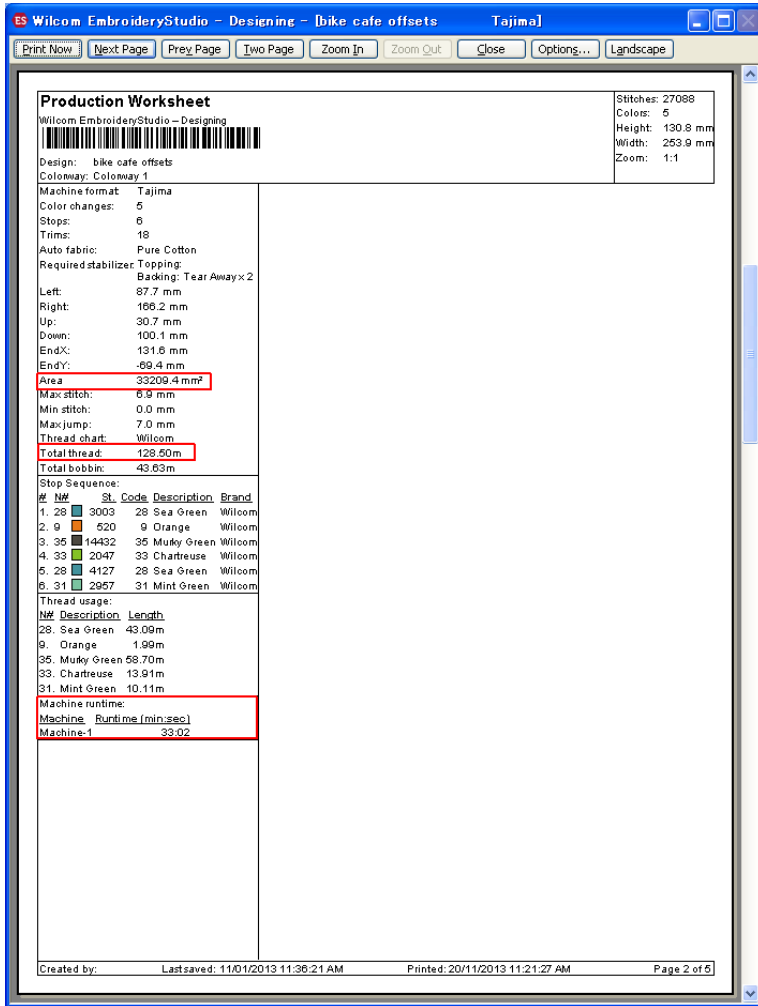 ES Wilcom EmbroideryStudio – Designing – [bike cafe offsets Tajima]
Print Now Next Page Prev Page Two Page Zoom In Zoom Out Close Options... Landscape
Production Worksheet
Wilcom EmbroideryStudio – Designing
Design: bike cafe offsets
Colorway: Colorway 1
Stitches: 27088
Colors: 5
Height: 130.8 mm
Width: 253.9 mm
Zoom: 1:1
Machine format: Tajima
Color changes: 5
Stops: 6
Trims: 18
Auto fabric: Pure Cotton
Required stabilizer: Topping:
Backing: Tear Away x 2
Left: 87.7 mm
Right: 166.2 mm
Up: 30.7 mm
Down: 100.1 mm
EndX: 131.6 mm
EndY: -69.4 mm
Area 33209.4 mm²
Max stitch: 6.9 mm
Min stitch: 0.0 mm
Max jump: 7.0 mm
Thread chart: Wilcom
Total thread: 128.50m
Total bobbin: 43.63m
Stop Sequence:
# N# St. Code Description Brand
1. 28 3003 28 Sea Green Wilcom
2. 9 520 9 Orange Wilcom
3. 35 14432 35 Murky Green Wilcom
4. 33 2047 33 Chartreuse Wilcom
5. 28 4127 28 Sea Green Wilcom
6. 31 2957 31 Mint Green Wilcom
Thread usage:
N# Description Length
28. Sea Green 43.09m
9. Orange 1.99m
35. Murky Green 58.70m
33. Chartreuse 13.91m
31. Mint Green 10.11m
Machine runtime:
Machine Runtime (min:sec)
Machine-1 33:02
Created by: Last saved: 11/01/2013 11:36:21 AM Printed: 20/11/2013 11:21:27 AM Page 2 of 5